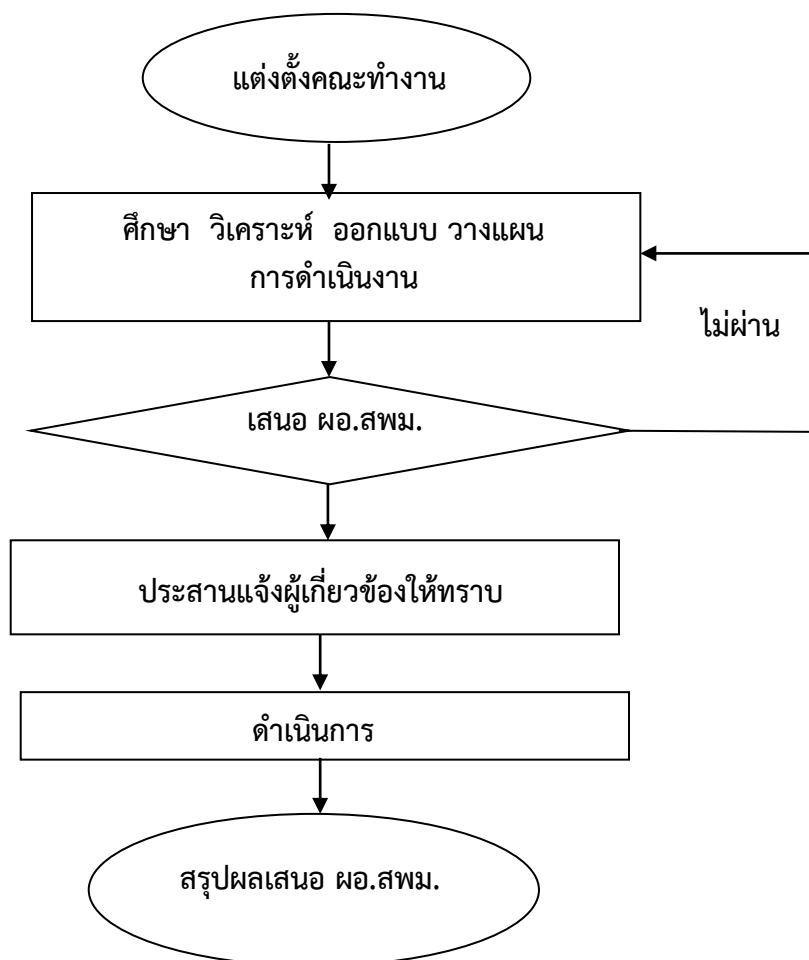 แต่งตั้งคณะทำงาน
ศึกษา วิเคราะห์ ออกแบบ วางแผน
การดำเนินงาน
ไม่ผ่าน
เสนอ ผอ.สพม.
ประสานแจ้งผู้เกี่ยวข้องให้ทราบ
ดำเนินการ
สรุปผลเสนอ ผอ.สพม.